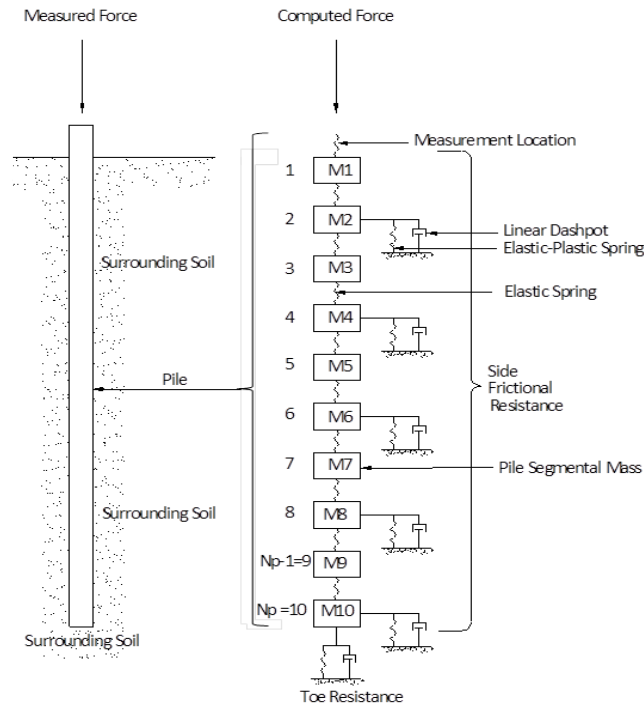 Measured Force
Computed Force
Measurement Location
1
M1
2
M2
Linear Dashpot
Elastic-Plastic Spring
Surrounding Soil
3
M3
Elastic Spring
4
M4
5
M5
Pile
Side
Frictional
Resistance
6
M6
7
M7
Pile Segmental Mass
Surrounding Soil
8
M8
Np-1=9
M9
Np =10
M10
Surrounding Soil
Toe Resistance